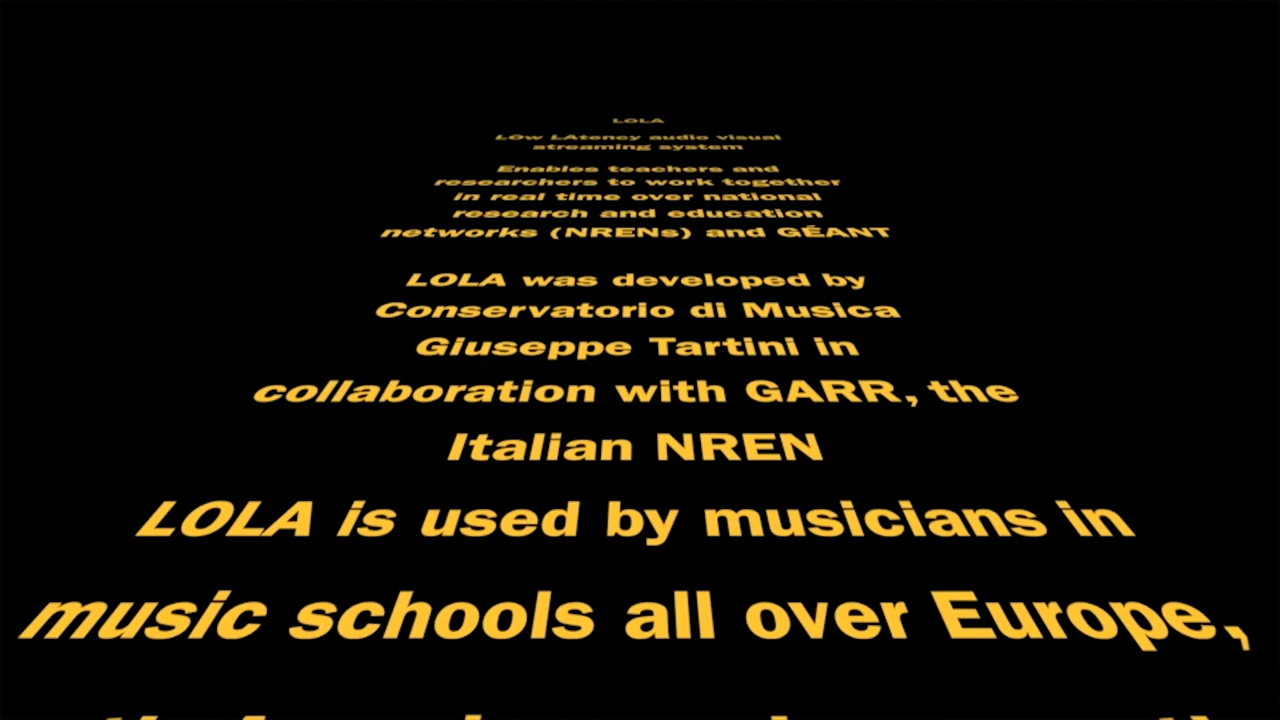 LOLA
LOw LAtency audio visual
streaming system
Enables teachers and
researchers to work together
in real time over national
research and education
networks (NRENs) and GÉANT
LOLA was developed by
Conservatorio di Musica
Giuseppe Tartini in
collaboration with GARR, the
Italian NREN
LOLA is used by musicians in
music schools all over Europe,